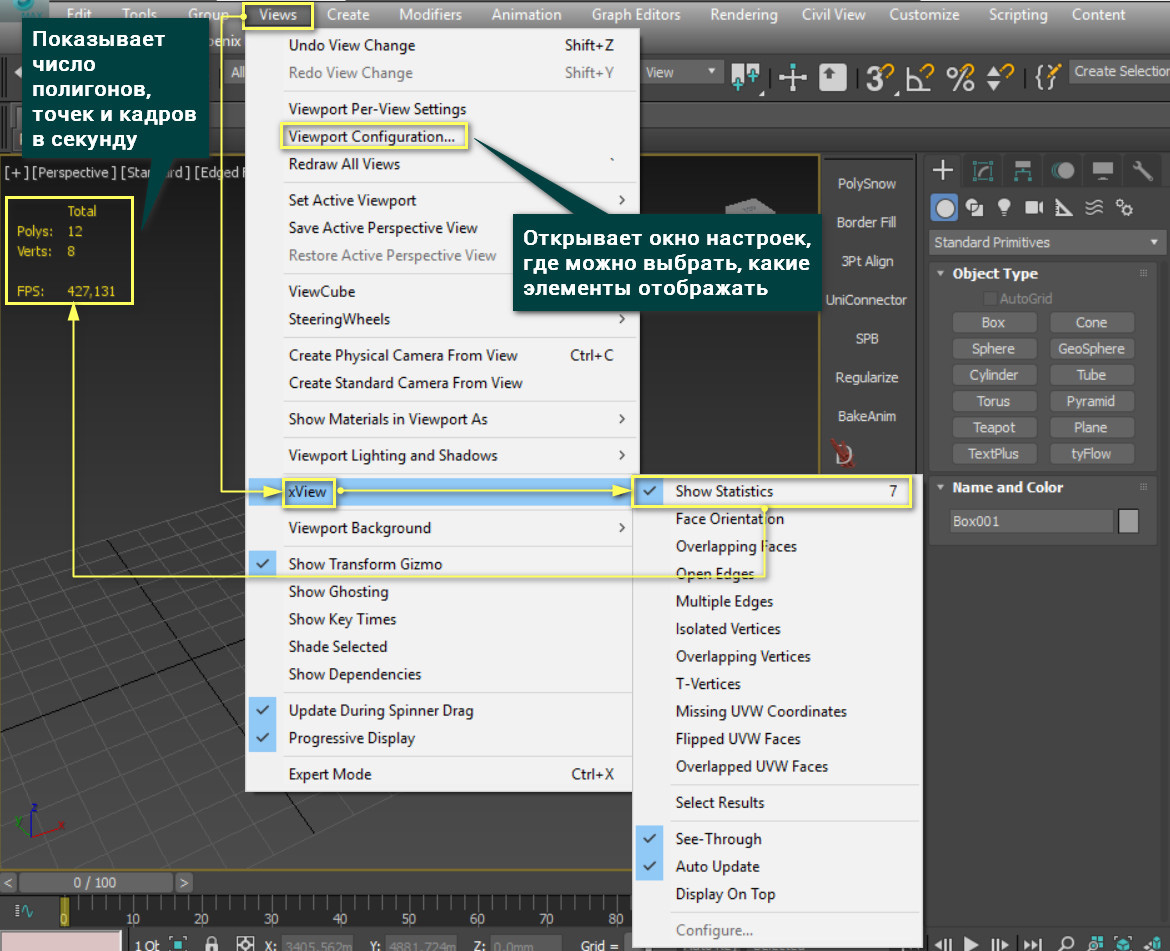 Edit Tools Group Views Create Modifiers Animation Graph Editors Rendering Civil View Customize Scripting Content
Показывает
число
полигонов,
точек и кадров
в секунду
All
View
Create Selection
[+] [Perspective ] [Standard ] [Edged F
Total
Polys: 12
Verts: 8
FPS: 427,131
Undo View Change Shift+Z
Redo View Change Shift+Y
Viewport Per-View Settings
Viewport Configuration...
Redraw All Views `
Set Active Viewport
Save Active Perspective View
Restore Active Perspective View
ViewCube
SteeringWheels
Create Physical Camera From View Ctrl+C
Create Standard Camera From View
Show Materials in Viewport As
Viewport Lighting and Shadows
xView
Viewport Background
Show Transform Gizmo
Show Ghosting
Show Key Times
Shade Selected
Show Dependencies
Update During Spinner Drag
Progressive Display
Expert Mode Ctrl+X
Открывает окно настроек,
где можно выбрать, какие
элементы отображать
Show Statistics 7
Face Orientation
Overlapping Faces
Open Edges
Multiple Edges
Isolated Vertices
Overlapping Vertices
T-Vertices
Missing UVW Coordinates
Flipped UVW Faces
Overlapped UVW Faces
Select Results
See-Through
Auto Update
Display On Top
Configure...
PolySnow
Border Fill
3Pt Align
UniConnector
SPB
Regularize
BakeAnim
D
Standard Primitives
Object Type
AutoGrid
Box Cone
Sphere GeoSphere
Cylinder Tube
Torus Pyramid
Teapot Plane
TextPlus tyFlow
Name and Color
Box001
z
y
x
< 0 / 100 >
0 10 20 30 40 50 60 70 80
X: 3405,562m Y: 4881,724m Z: 0,0mm Grid =